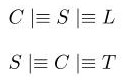 C |≡ S |≡ L
S |≡ C |≡ T